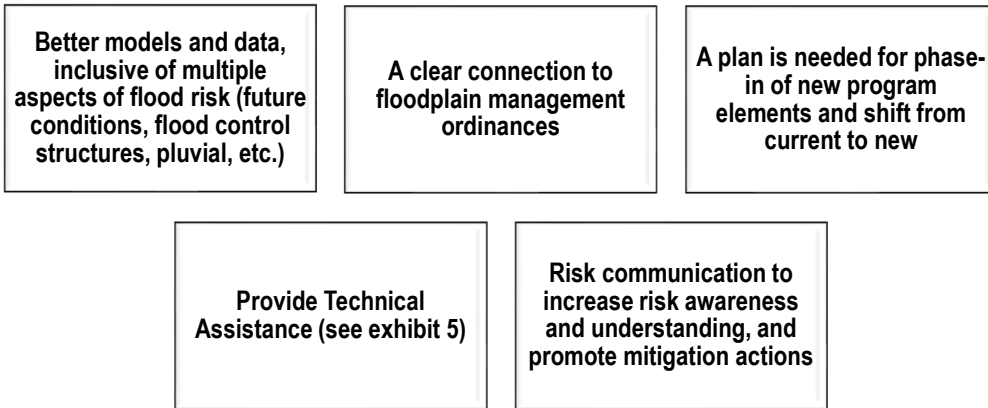 Better models and data,
inclusive of multiple
aspects of flood risk (future
conditions, flood control
structures, pluvial, etc.)
A clear connection to
floodplain management
ordinances
A plan is needed for phase-
in of new program
elements and shift from
current to new
Provide Technical
Assistance (see exhibit 5)
Risk communication to
increase risk awareness
and understanding, and
promote mitigation actions